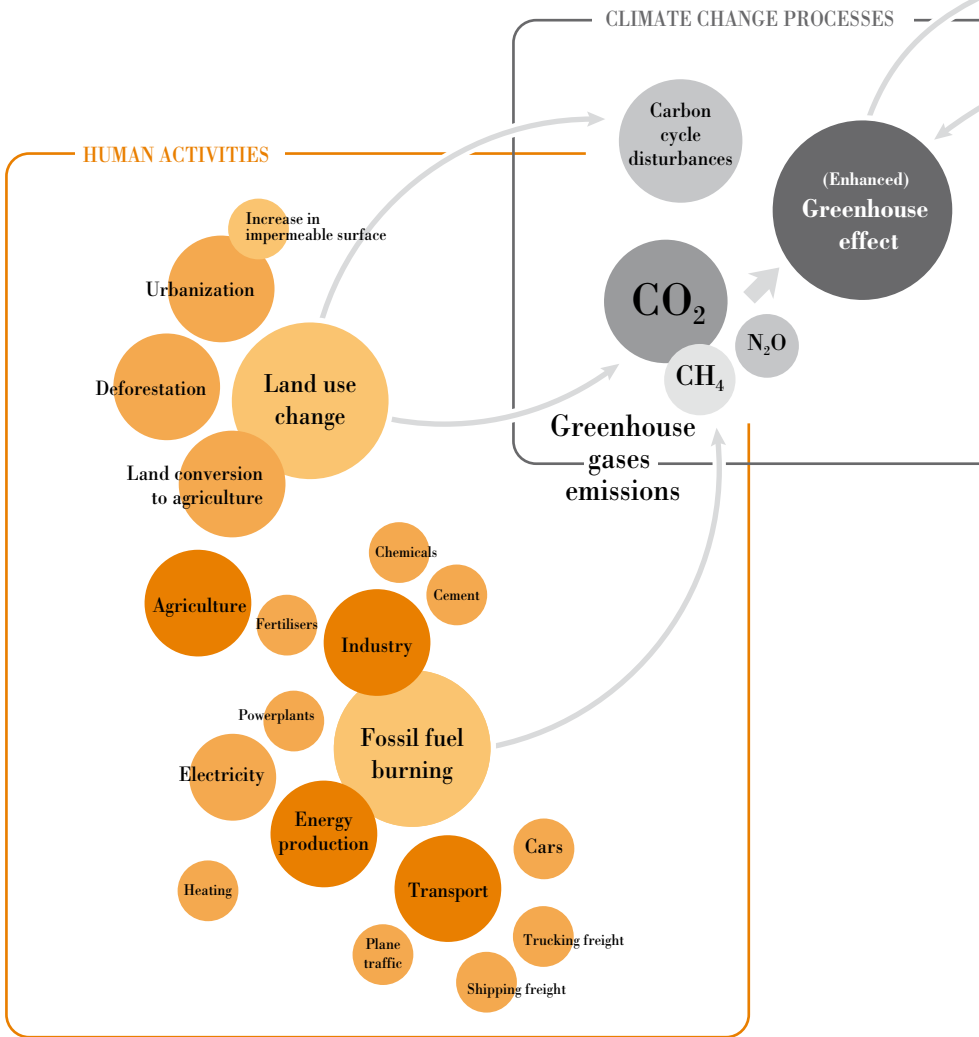 CLIMATE CHANGE PROCESSES
Carbon
cycle
disturbances
(Enhanced)
Greenhouse
effect
CO₂
N₂O
CH₄
Greenhouse
gases
emissions
HUMAN ACTIVITIES
Increase in
impermeable surface
Urbanization
Deforestation
Land use
change
Land conversion
to agriculture
Chemicals
Cement
Agriculture
Fertilisers
Industry
Powerplants
Fossil fuel
burning
Electricity
Energy
production
Heating
Transport
Cars
Trucking freight
Plane
traffic
Shipping freight